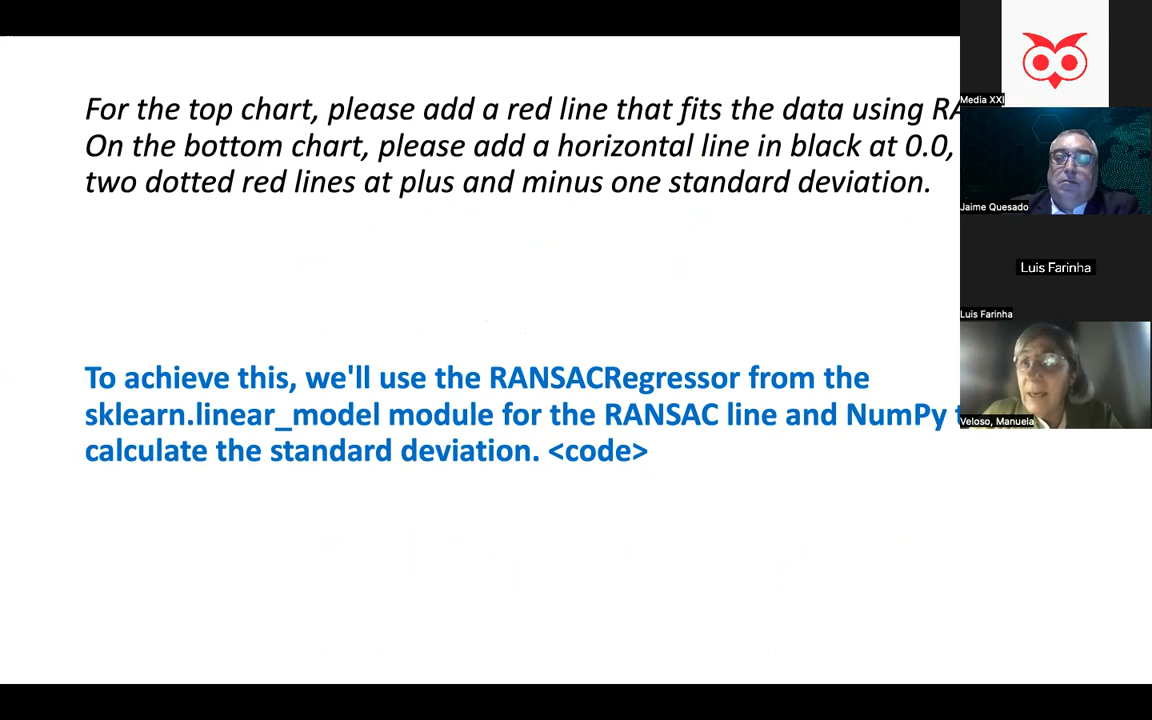 For the top chart, please add a red line that fits the data using
On the bottom chart, please add a horizontal line in black at 0.0,
two dotted red lines at plus and minus one standard deviation.
To achieve this, we'll use the RANSACRegressor from the
sklearn.linear_model module for the RANSAC line and NumPy
calculate the standard deviation. <code>
Media XXI
Jaime Quesado
Luis Farinha
Luis Farinha
Veloso, Manuela